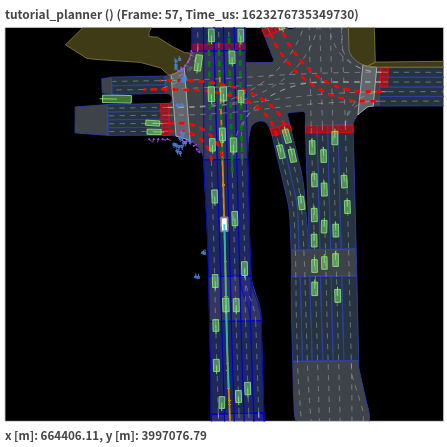 tutorial_planner () (Frame: 57, Time_us: 1623276735349730)
x [m]: 664406.11, y [m]: 3997076.79